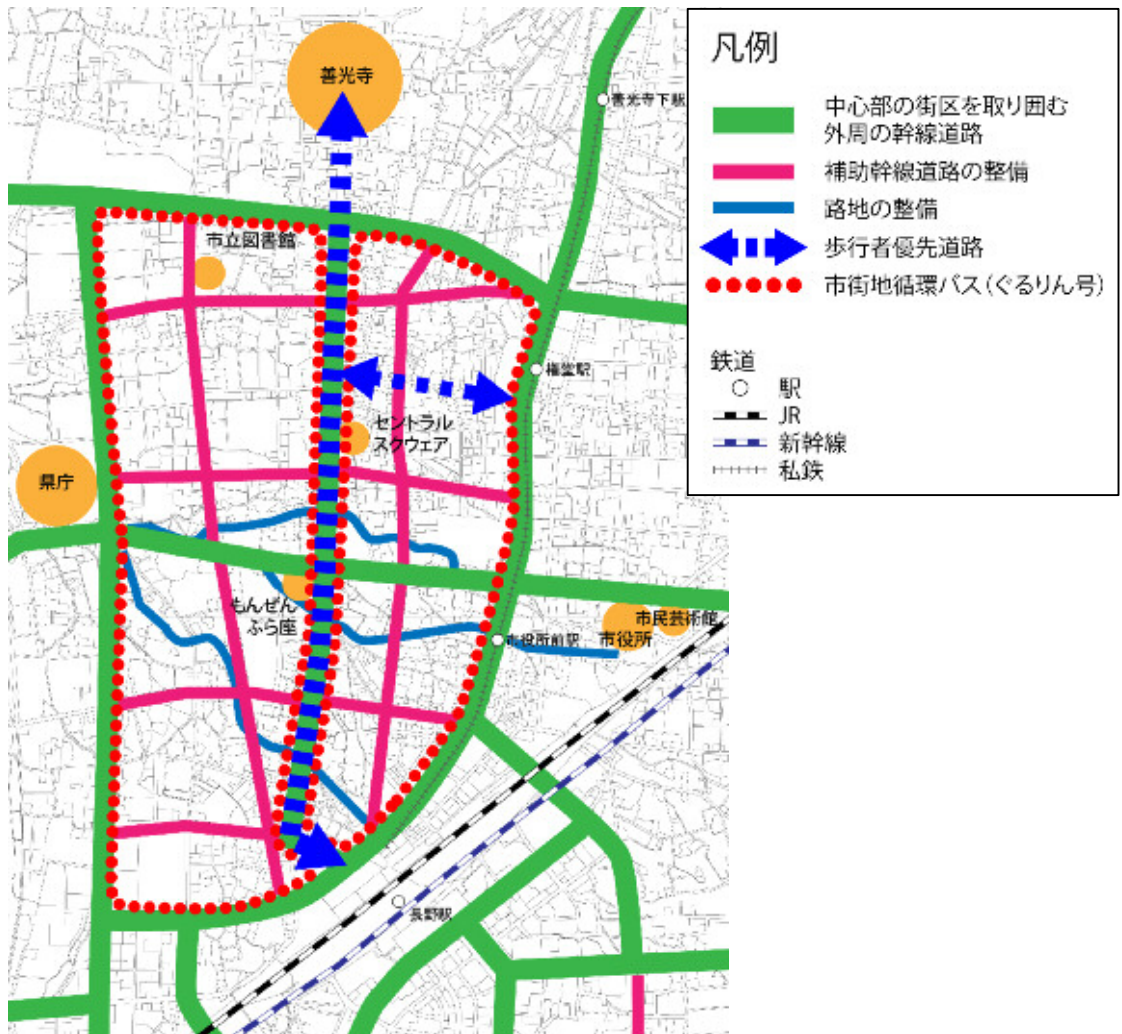 善光寺
善光寺下駅
市立図書館
権堂駅
セントラル
スクウェア
県庁
もんぜん
ぷら座
市役所前駅
市役所
市民芸術館
長野駅
凡例
中心部の街区を取り囲む
外周の幹線道路
補助幹線道路の整備
路地の整備
歩行者優先道路
市街地循環バス(ぐるりん号)
鉄道
駅
JR
新幹線
私鉄